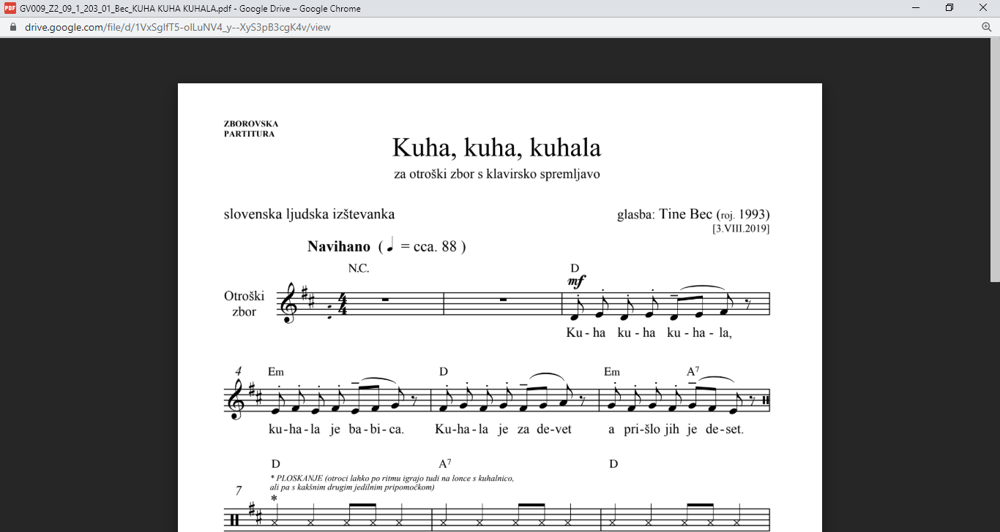 GV009_Z2_09_1_203_01_Bec_KUHA KUHA KUHALA.pdf - Google Drive – Google Chrome
drive.google.com/file/d/1VxSglfT5-olLuNV4_y--XyS3pB3cgK4v/view
ZBOROVSKA
PARTITURA
Kuha, kuha, kuhala
za otroški zbor s klavirsko spremljavo
slovenska ljudska izštevanka
glasba: Tine Bec (roj. 1993)
[3.VIII.2019]
Navihano ( ♩ = cca. 88 )
N.C. D
mf
Otroški
zbor
Ku - ha ku - ha ku - ha - la,
4 Em D Em A7
ku-ha-la je ba-bi-ca. Ku-ha-la je za de-vet a pri-šlo jih je de-set.
D A7 D
* PLOSKANJE (otroci lahko po ritmu igrajo tudi na lonce s kuhalnico,
ali pa s kakšnim drugim jedilnim pripomočkom)
7
*